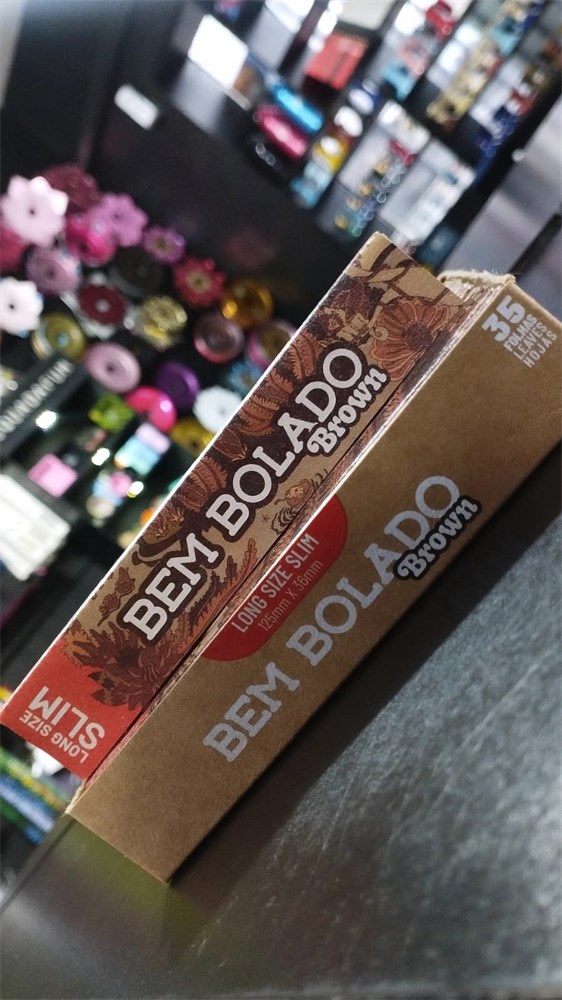 BEM BOLADO
Brown
LONG SIZE
SLIM
35
FOLHAS
LEAVES
HOJAS
LONG SIZE SLIM
125mm X 36mm
BEM BOLADO
Brown